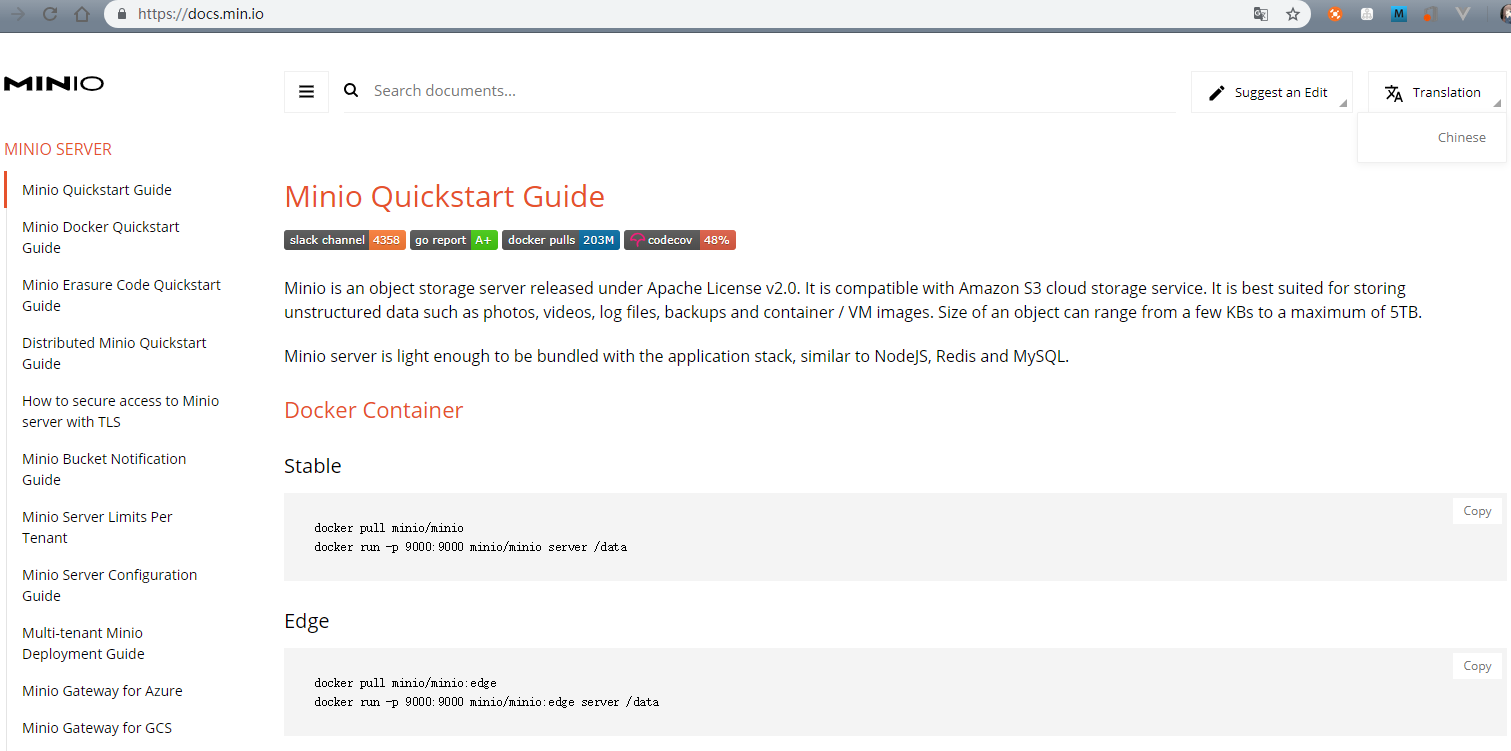 https://docs.min.io
M
MINIO
Search documents...
Suggest an Edit
Translation
Chinese
MINIO SERVER
Minio Quickstart Guide
Minio Docker Quickstart
Guide
Minio Erasure Code Quickstart
Guide
Distributed Minio Quickstart
Guide
How to secure access to Minio
server with TLS
Minio Bucket Notification
Guide
Minio Server Limits Per
Tenant
Minio Server Configuration
Guide
Multi-tenant Minio
Deployment Guide
Minio Gateway for Azure
Minio Gateway for GCS
Minio Quickstart Guide
slack channel 4358 go report A+ docker pulls 203M codecov 48%
Minio is an object storage server released under Apache License v2.0. It is compatible with Amazon S3 cloud storage service. It is best suited for storing
unstructured data such as photos, videos, log files, backups and container / VM images. Size of an object can range from a few KBs to a maximum of 5TB.
Minio server is light enough to be bundled with the application stack, similar to NodeJS, Redis and MySQL.
Docker Container
Stable
Copy
docker pull minio/minio
docker run -p 9000:9000 minio/minio server /data
Edge
Copy
docker pull minio/minio:edge
docker run -p 9000:9000 minio/minio:edge server /data